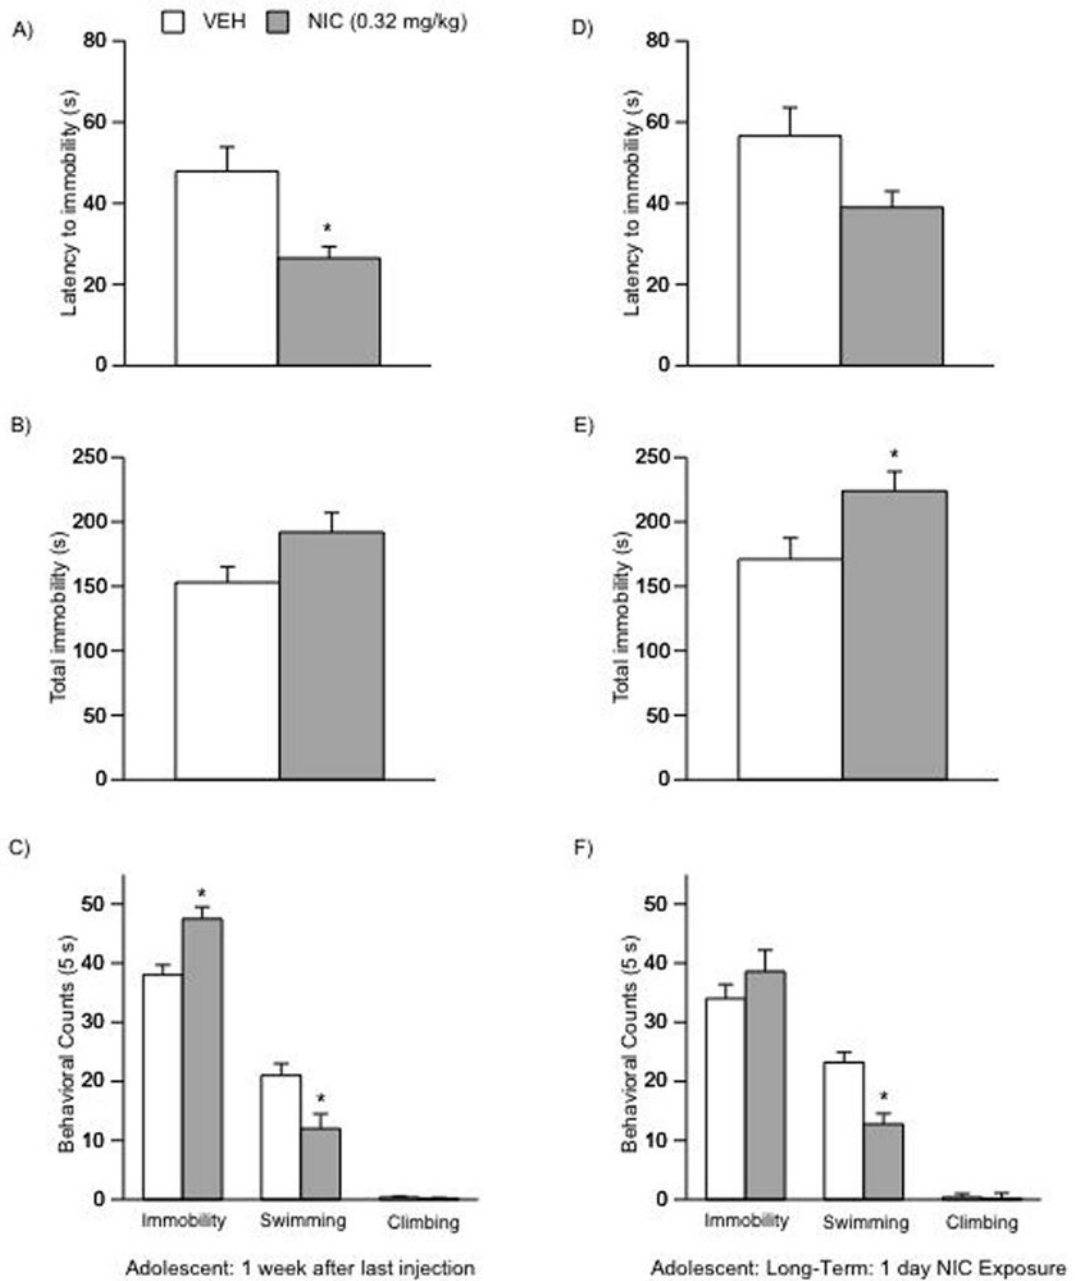 A)
VEH
NIC (0.32 mg/kg)
80
60
40
20
0
Latency to immobility (s)
D)
80
60
40
20
0
Latency to immobility (s)
B)
250
200
150
100
50
0
Total immobility (s)
*
E)
250
200
150
100
50
0
Total immobility (s)
*
C)
50
40
30
20
10
0
Behavioral Counts (5 s)
*
*
Immobility
Swimming
Climbing
Adolescent: 1 week after last injection
F)
50
40
30
20
10
0
Behavioral Counts (5 s)
*
Immobility
Swimming
Climbing
Adolescent: Long-Term: 1 day NIC Exposure